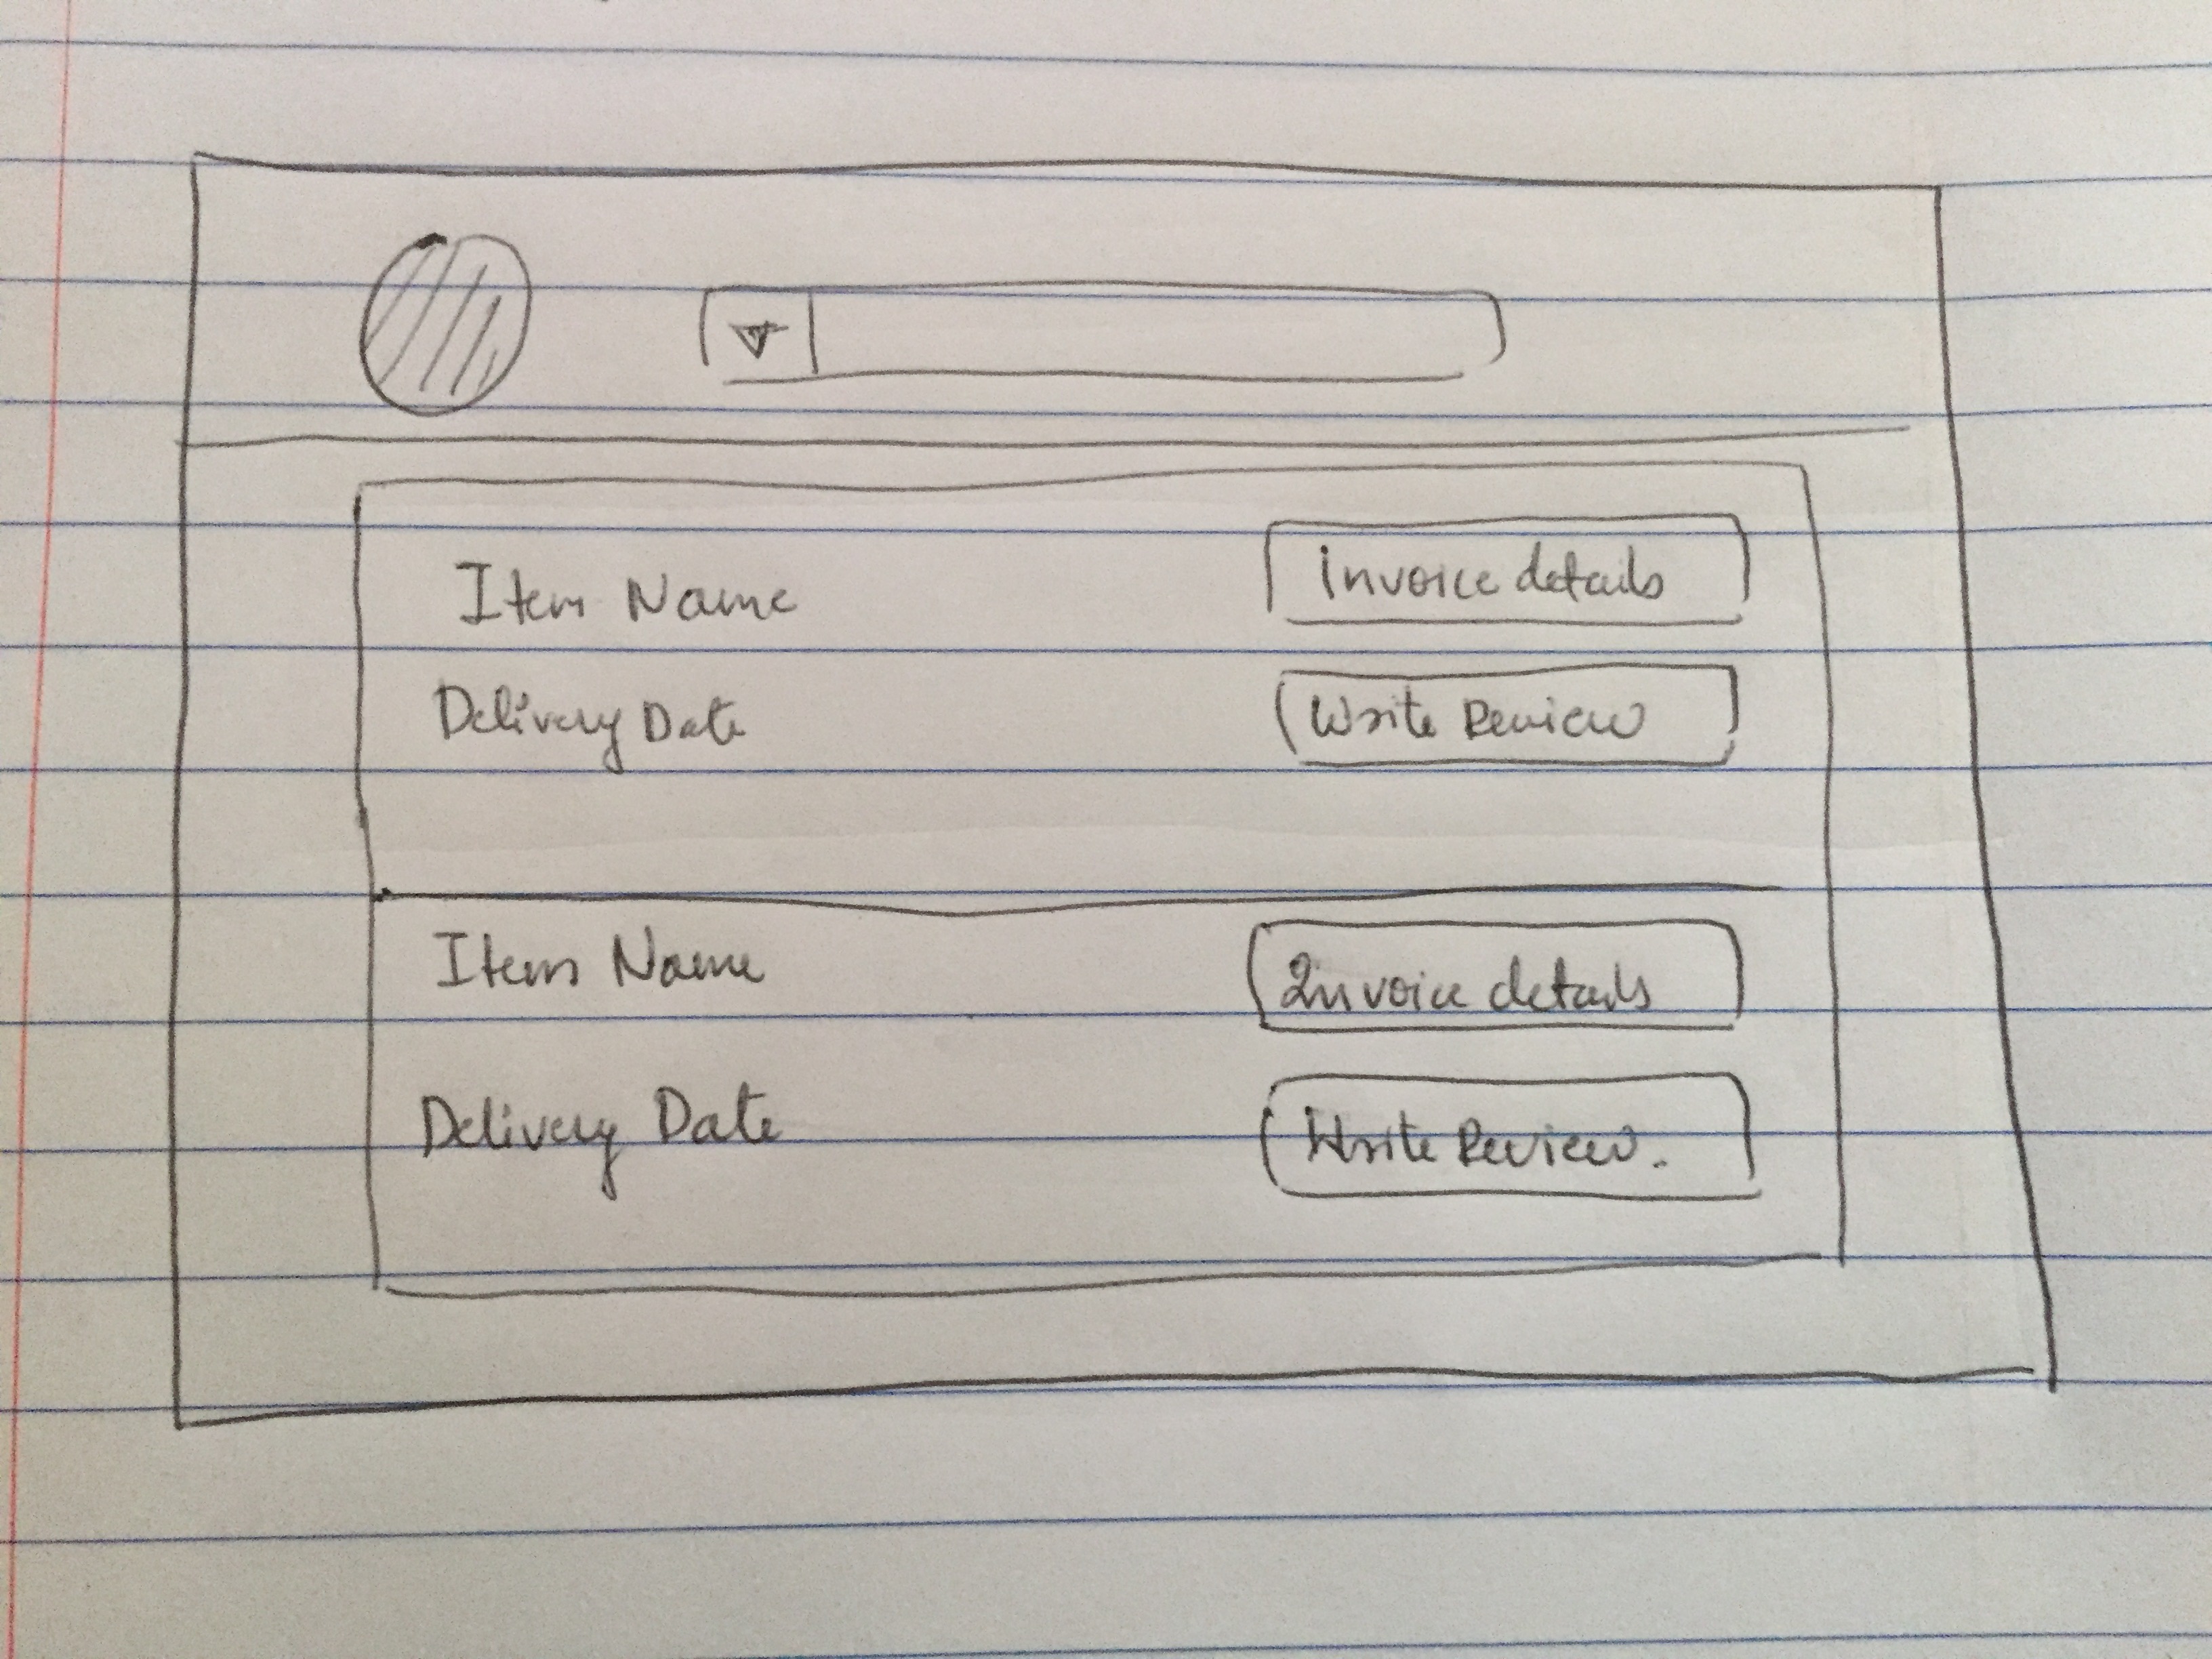 Item Name
Invoice details
Delivery Date
Write Review
Item Name
Invoice details
Delivery Date
Write Review.